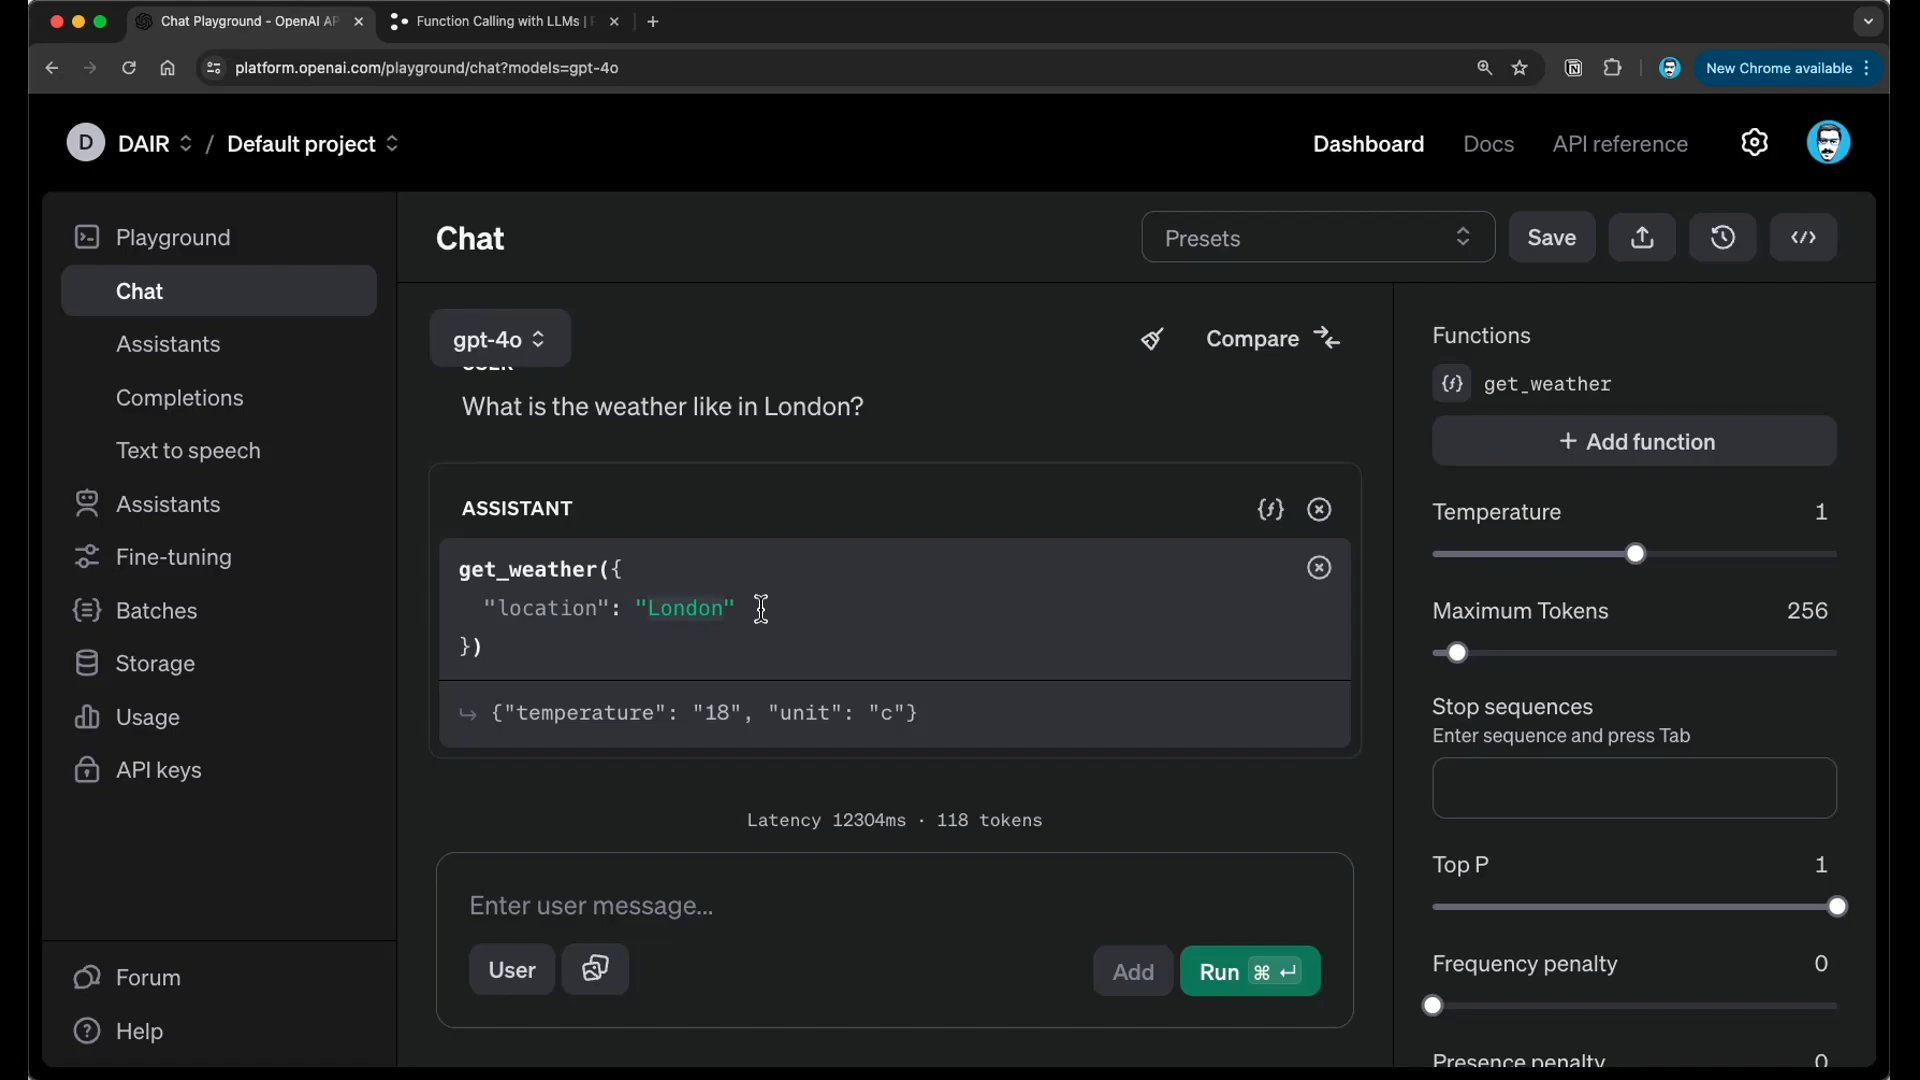 Chat Playground - OpenAI AP
Function Calling with LLMs |
platform.openai.com/playground/chat?models=gpt-4o
New Chrome available
D
DAIR / Default project
Dashboard
Docs
API reference
Playground
Chat
Assistants
Completions
Text to speech
Assistants
Fine-tuning
Batches
Storage
Usage
API keys
Forum
Help
Chat
Presets
Save
gpt-4o
Compare
USER
What is the weather like in London?
ASSISTANT
get_weather({
"location": "London"
})
{"temperature": "18", "unit": "c"}
Latency 12304ms · 118 tokens
Enter user message...
User
Add
Run ⌘ ↵
Functions
get_weather
+ Add function
Temperature 1
Maximum Tokens 256
Stop sequences
Enter sequence and press Tab
Top P 1
Frequency penalty 0
Presence penalty 0